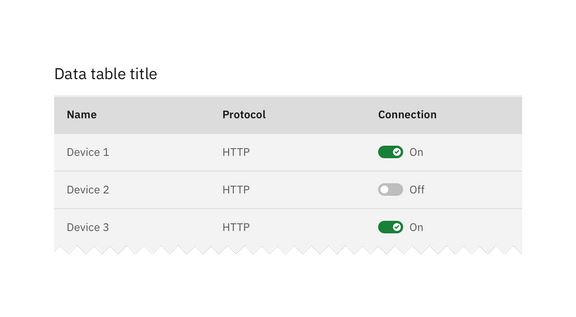 Data table title
Name Protocol Connection
Device 1 HTTP On
Device 2 HTTP Off
Device 3 HTTP On